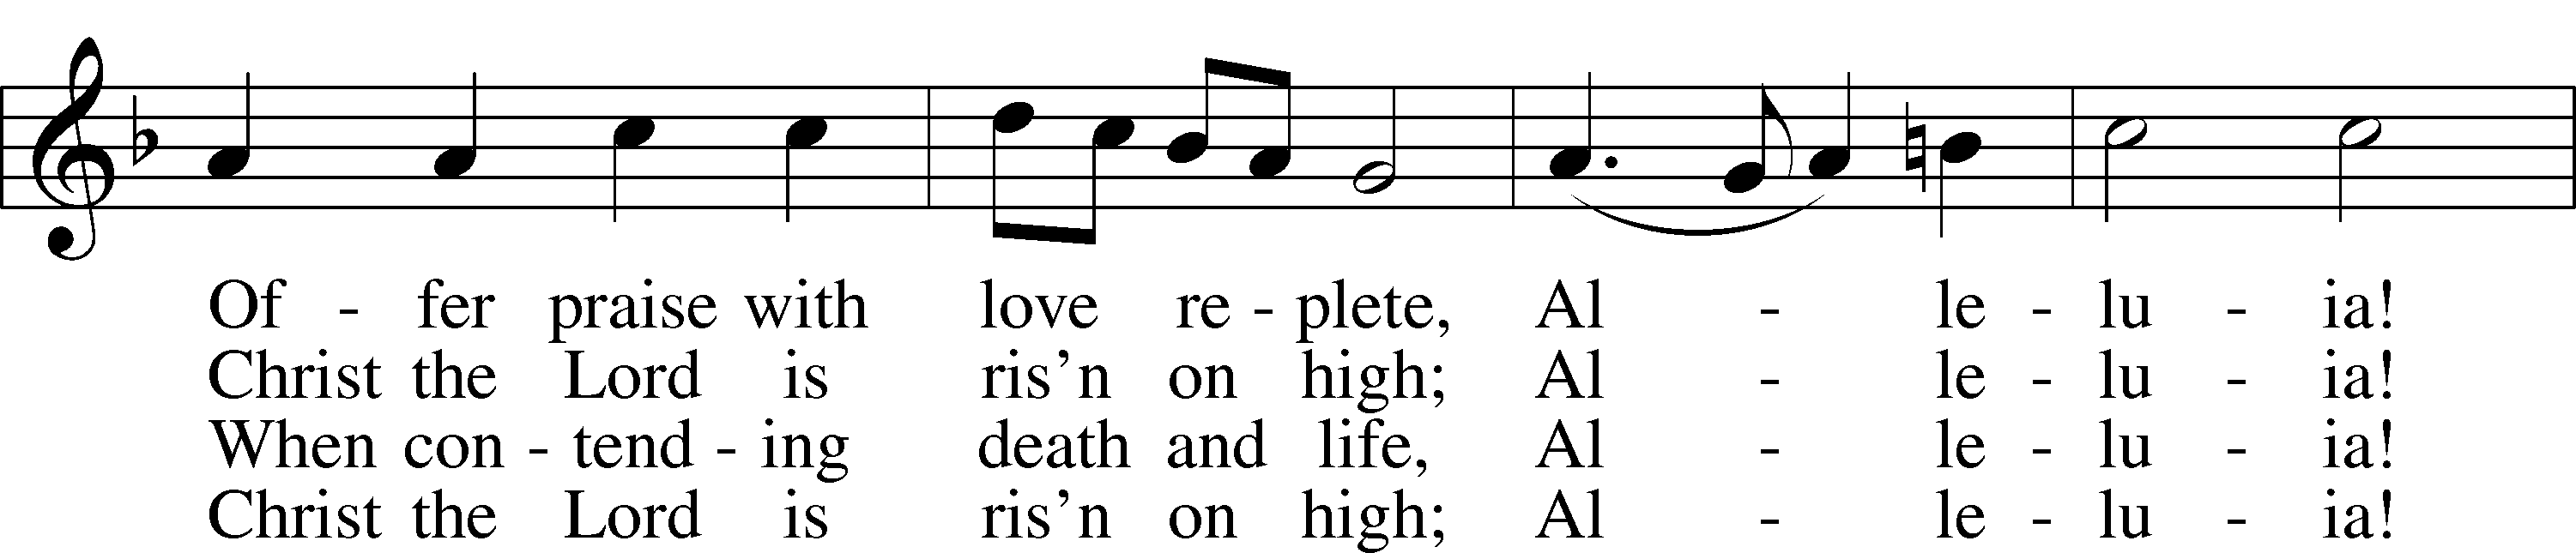 Of - fer praise with love re - plete, Al - le - lu - ia!
Christ the Lord is ris’n on high; Al - le - lu - ia!
When con - tend - ing death and life, Al - le - lu - ia!
Christ the Lord is ris’n on high; Al - le - lu - ia!